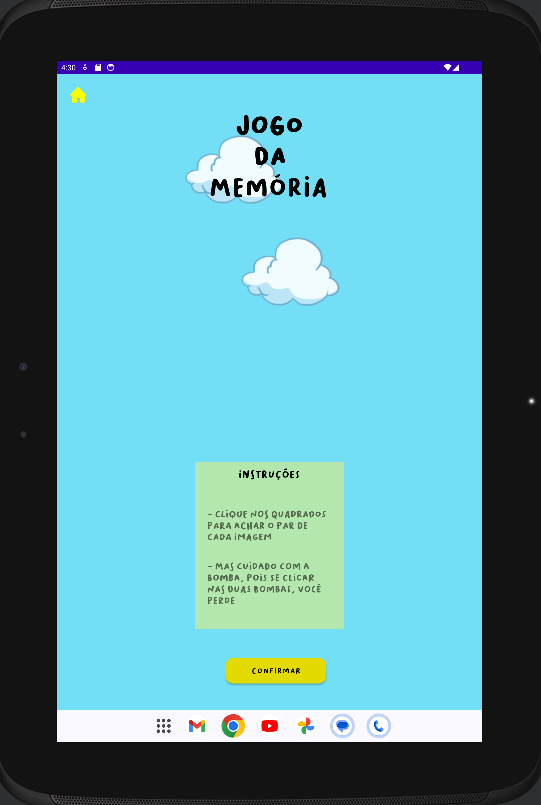 4:30
JOGO
DA
MEMÓRIA
INSTRUÇÕES
- CLIQUE NOS QUADRADOS
PARA ACHAR O PAR DE
CADA IMAGEM
- MAS CUIDADO COM A
BOMBA, POIS SE CLICAR
NAS DUAS BOMBAS, VOCÊ
PERDE
CONFIRMAR